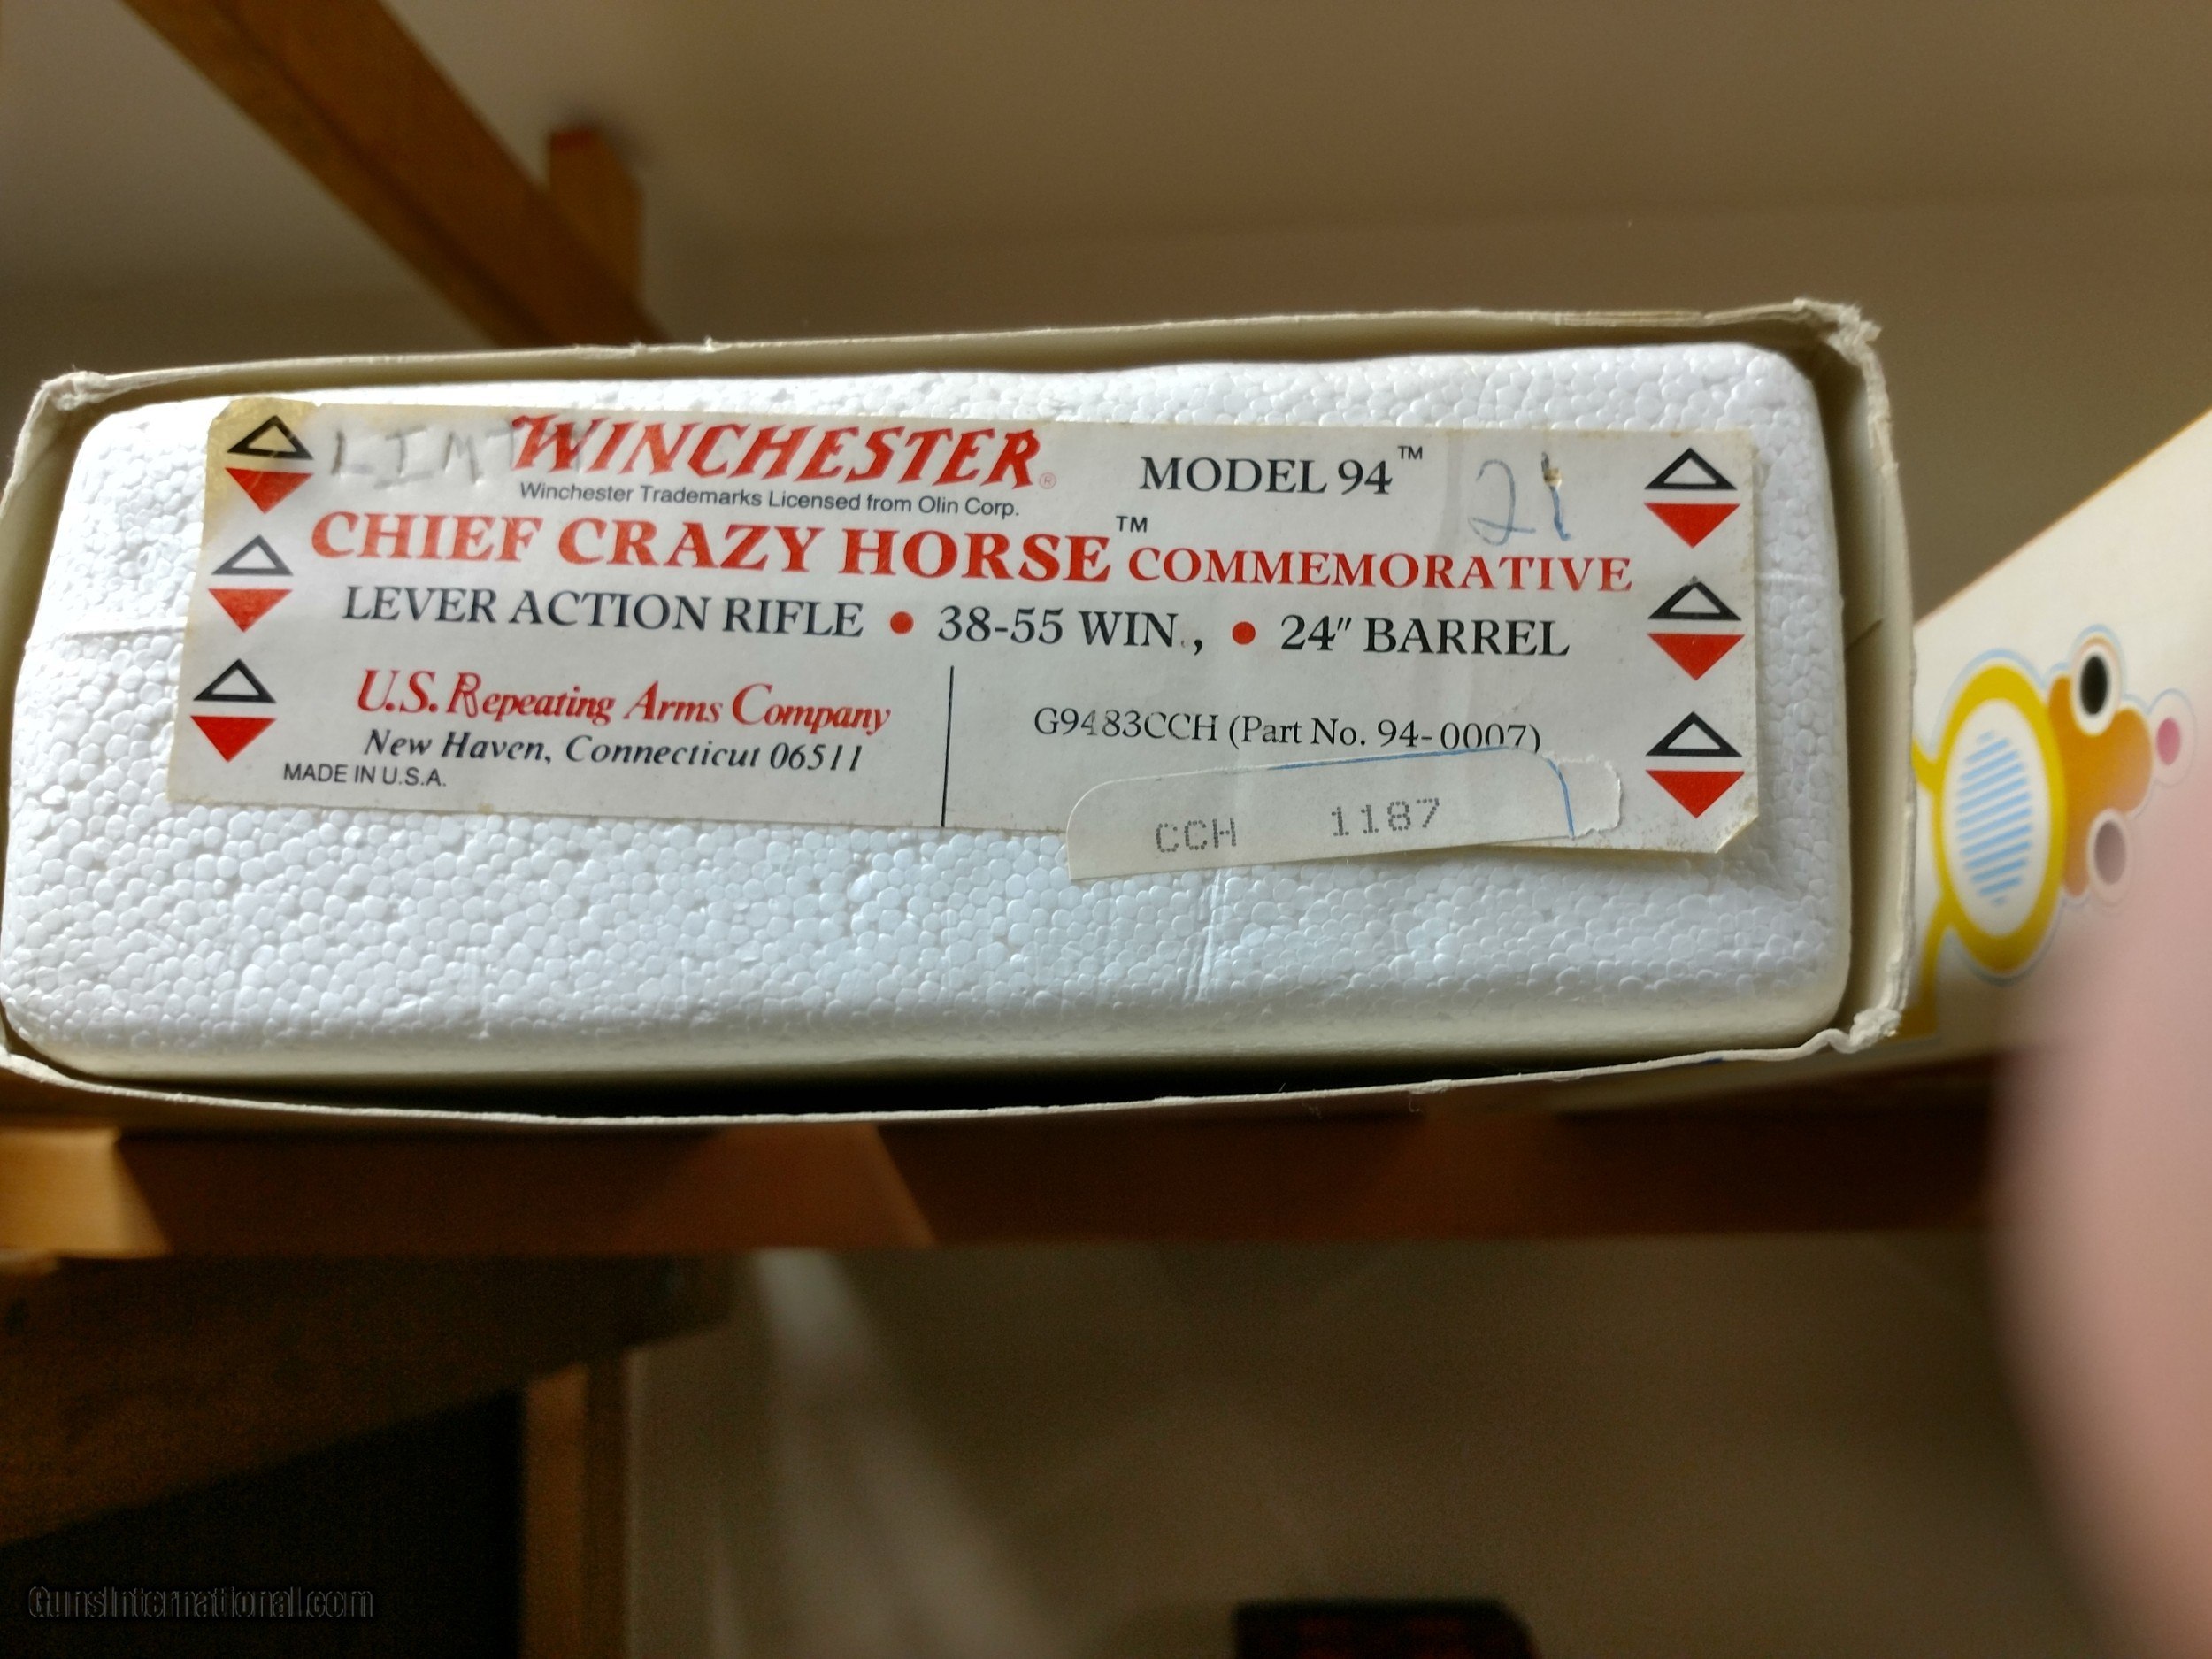 LIM WINCHESTER® MODEL 94™ 21
Winchester Trademarks Licensed from Olin Corp.
CHIEF CRAZY HORSE™ COMMEMORATIVE
LEVER ACTION RIFLE • 38-55 WIN., • 24" BARREL
U.S. Repeating Arms Company
New Haven, Connecticut 06511
MADE IN U.S.A.
G9483CCH (Part No. 94-0007)
CCH 1187
GunsInternational.com